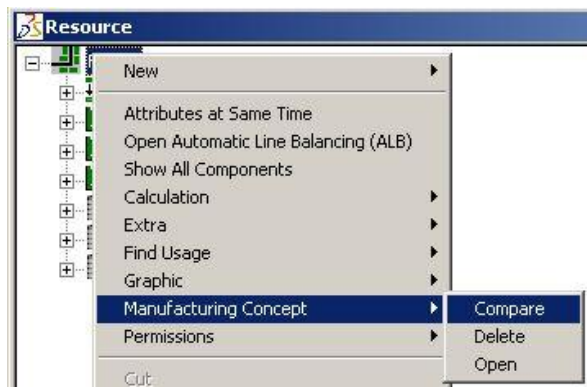 Resource
New
Attributes at Same Time
Open Automatic Line Balancing (ALB)
Show All Components
Calculation
Extra
Find Usage
Graphic
Manufacturing Concept
Compare
Permissions
Delete
Open
Cut